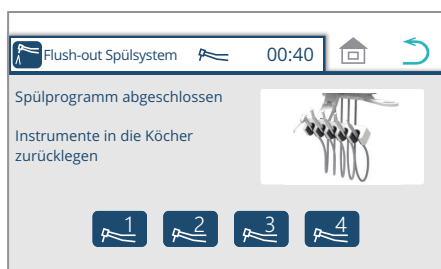 Flush-out Spülsystem 00:40
Spülprogramm abgeschlossen
Instrumente in die Köcher
zurücklegen
1 2 3 4